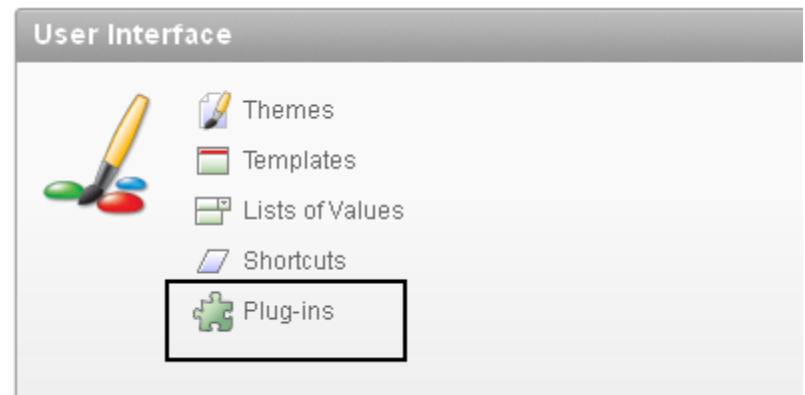 User Interface
Themes
Templates
Lists of Values
Shortcuts
Plug-ins